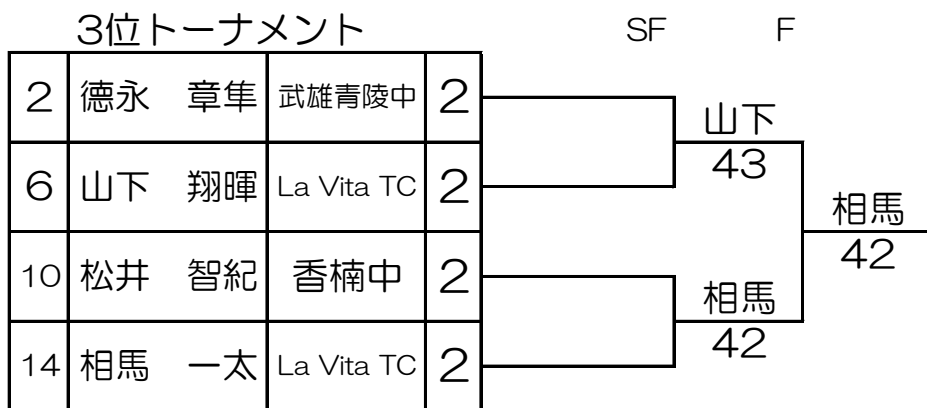 3位トーナメント SF F
2 德永 章隼 武雄青陵中 2
山下
43
6 山下 翔暉 La Vita TC 2
相馬
42
10 松井 智紀 香楠中 2
相馬
42
14 相馬 一太 La Vita TC 2